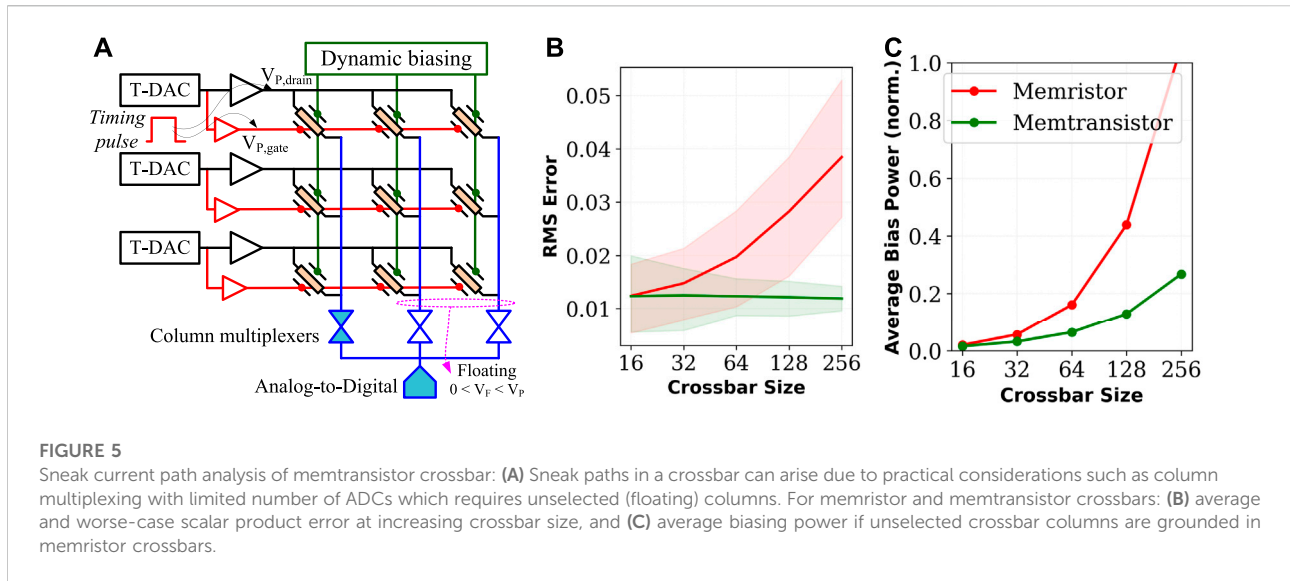 A
Dynamic biasing
T-DAC
V_P,drain
Timing
pulse
V_P,gate
T-DAC
T-DAC
Column multiplexers
Analog-to-Digital
Floating
0 < V_F < V_P
B
0.05
0.04
0.03
0.02
0.01
RMS Error
16 32 64 128 256
Crossbar Size
C
Average Bias Power (norm.)
1.0
0.8
0.6
0.4
0.2
0.0
Memristor
Memtransistor
16 32 64 128 256
Crossbar Size
FIGURE 5
Sneak current path analysis of memtransistor crossbar: (A) Sneak paths in a crossbar can arise due to practical considerations such as column
multiplexing with limited number of ADCs which requires unselected (floating) columns. For memristor and memtransistor crossbars: (B) average
and worse-case scalar product error at increasing crossbar size, and (C) average biasing power if unselected crossbar columns are grounded in
memristor crossbars.